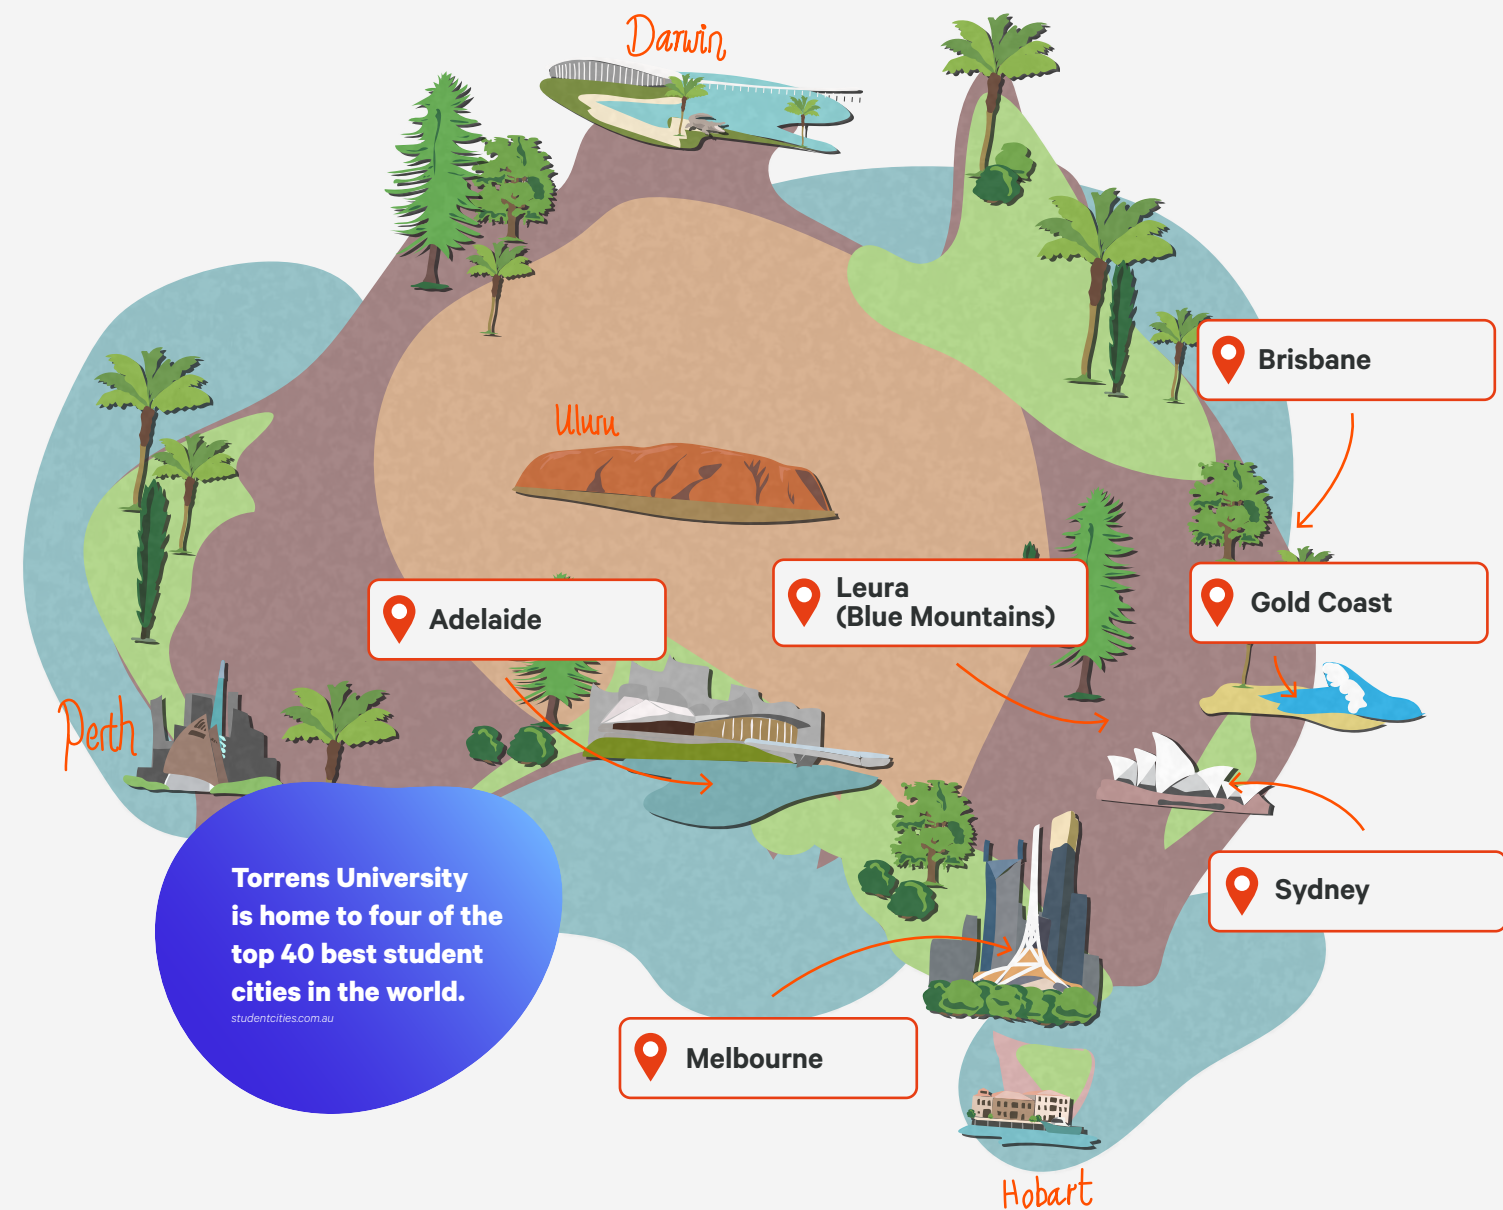 Darwin
Brisbane
Uluru
Leura
(Blue Mountains)
Gold Coast
Adelaide
Perth
Torrens University
is home to four of the
top 40 best student
cities in the world.
studentcities.com.au
Sydney
Melbourne
Hobart